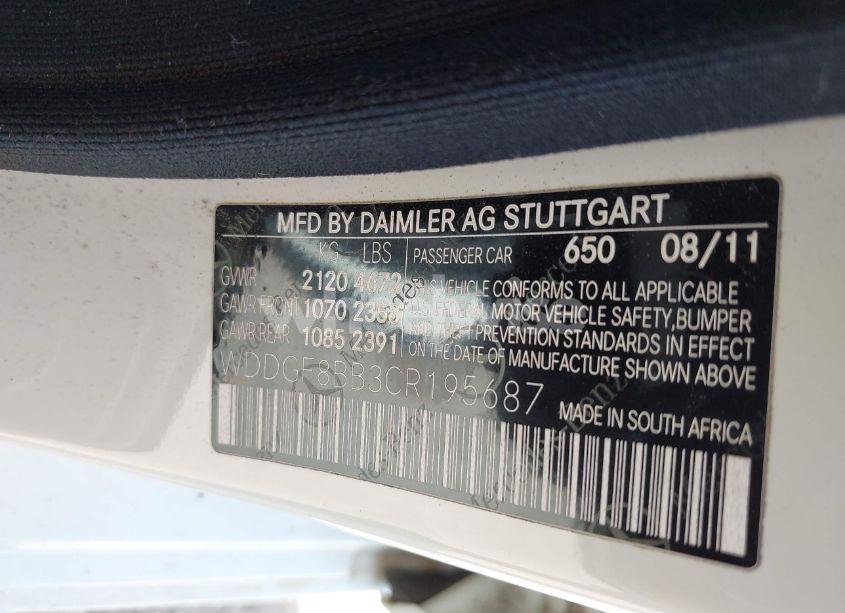 MFD BY DAIMLER AG STUTTGART
KG - LBS PASSENGER CAR 650 08/11
GVWR 2120 4672 THIS VEHICLE CONFORMS TO ALL APPLICABLE
GAWR FRONT 1070 2358 US FEDERAL MOTOR VEHICLE SAFETY, BUMPER
GAWR REAR 1085 2391 AND THEFT PREVENTION STANDARDS IN EFFECT
ON THE DATE OF MANUFACTURE SHOWN ABOVE
WDDGF8BB3CR195687
MADE IN SOUTH AFRICA